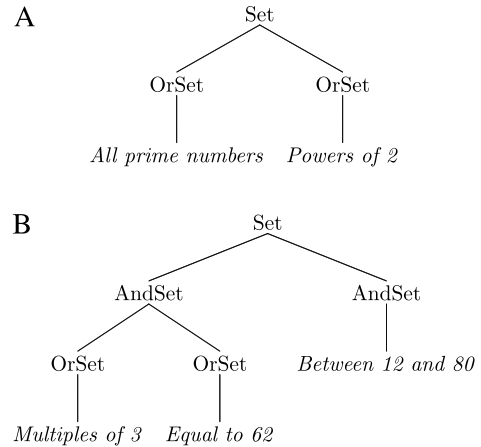 A
Set
OrSet OrSet
All prime numbers Powers of 2
B
Set
AndSet AndSet
OrSet OrSet Between 12 and 80
Multiples of 3 Equal to 62